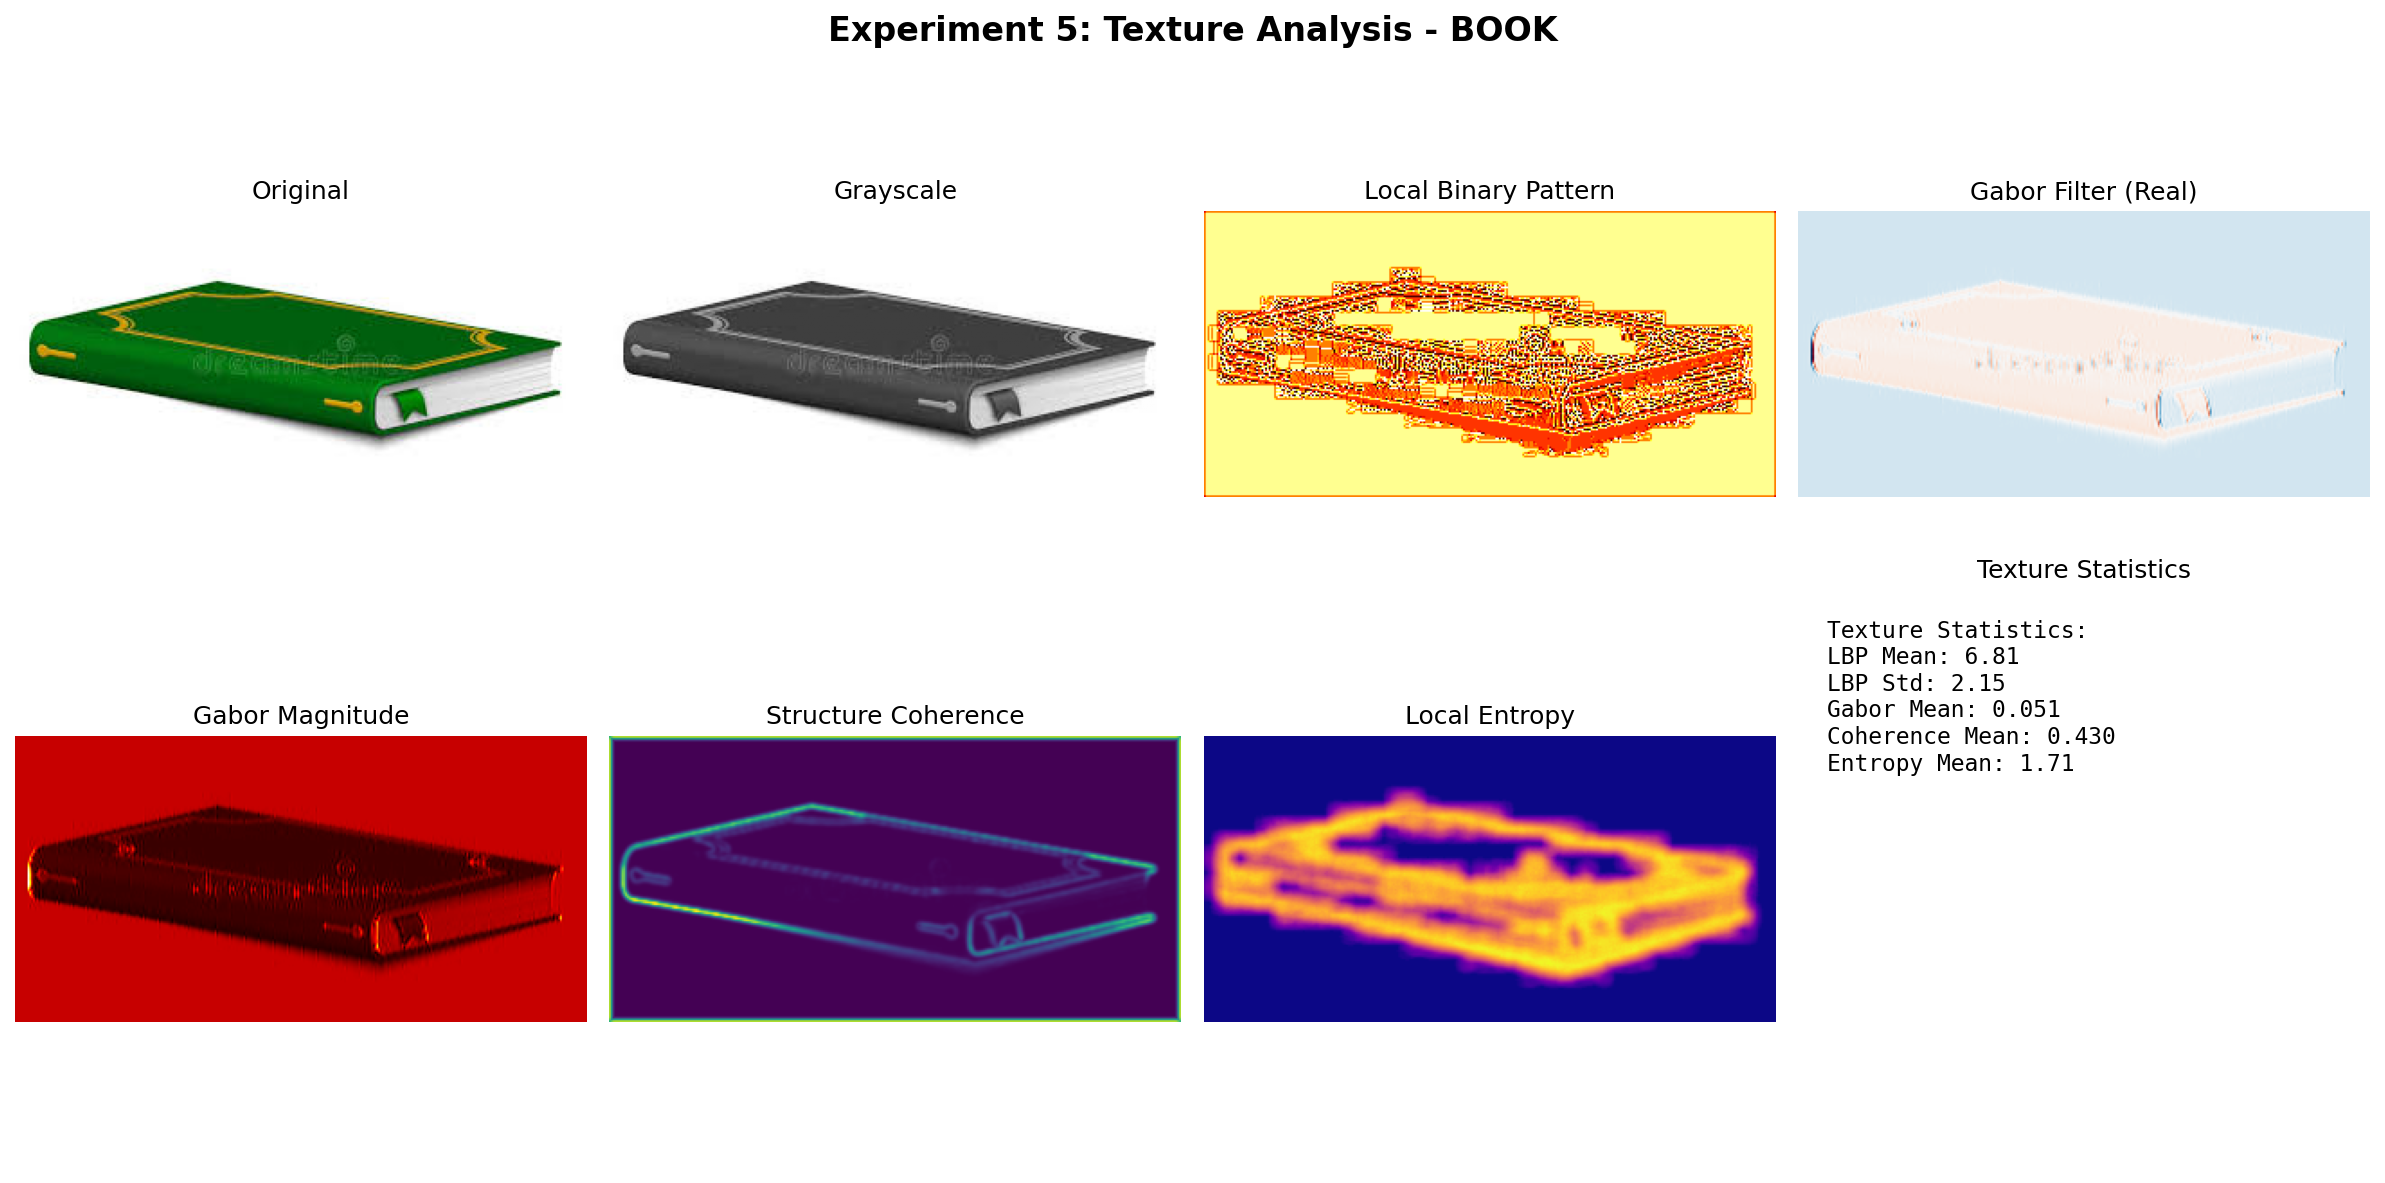 Experiment 5: Texture Analysis - BOOK
Original
Grayscale
Local Binary Pattern
Gabor Filter (Real)
dreamstime
dreamstime
Gabor Magnitude
Structure Coherence
Local Entropy
Texture Statistics
Texture Statistics:
LBP Mean: 6.81
LBP Std: 2.15
Gabor Mean: 0.051
Coherence Mean: 0.430
Entropy Mean: 1.71